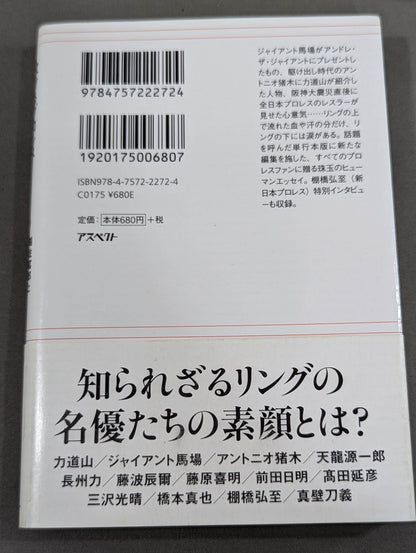 9784757222724
1920175006807
ISBN978-4-7572-2272-4
C0175 ¥680E
定価：本体680円＋税
アスペクト
ジャイアント馬場がアンドレ・
ザ・ジャイアントにプレゼントし
たもの、駆け出し時代のアン
トニオ猪木に力道山が紹介し
た人物、阪神大震災直後に
全日本プロレスのレスラーが
見せた心意気……リングの上
で流れた血や汗の分だけ、リ
ングの下には涙がある。話題
を呼んだ単行本版に新たな
編集を施した、すべてのプロ
レスファンに贈る珠玉のヒュー
マンエッセイ。棚橋弘至（新
日本プロレス）特別インタビュ
ーも収録。
知られざるリングの
名優たちの素顔とは？
力道山／ジャイアント馬場／アントニオ猪木／天龍源一郎
長州力／藤波辰爾／藤原喜明／前田日明／髙田延彦
三沢光晴／橋本真也／棚橋弘至／真壁刀義